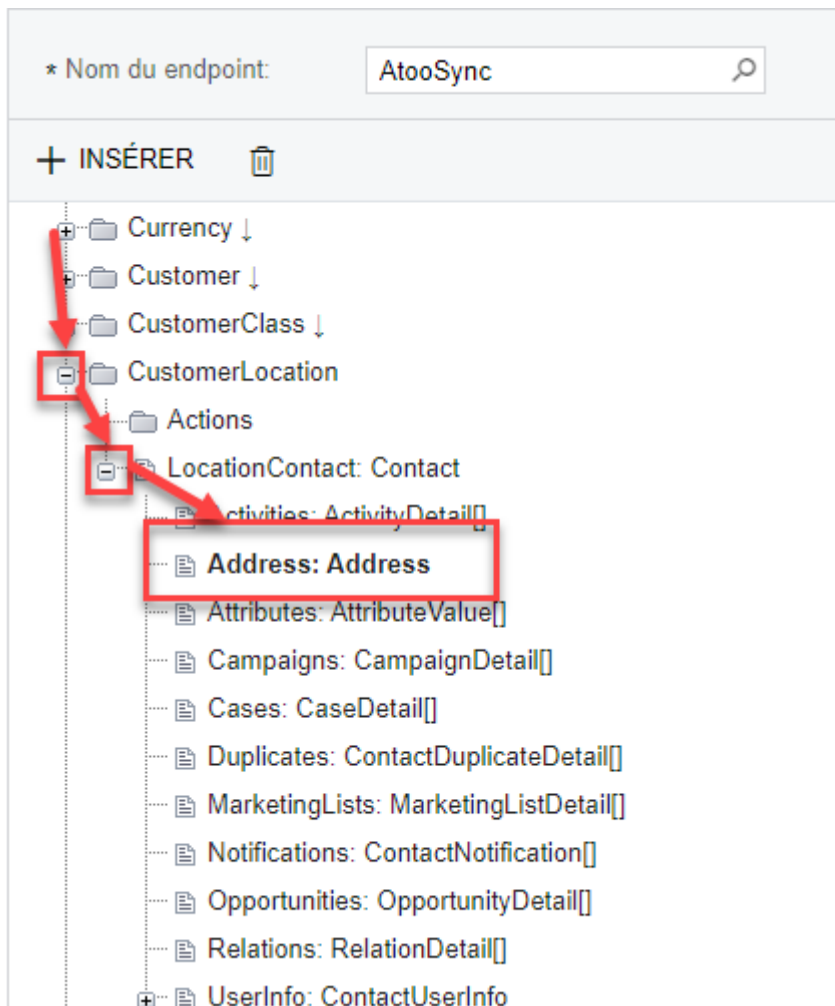 * Nom du endpoint: AtooSync
INSÉRER
Currency ↓
Customer ↓
CustomerClass ↓
CustomerLocation
Actions
LocationContact: Contact
Activities: ActivityDetail[]
Address: Address
Attributes: AttributeValue[]
Campaigns: CampaignDetail[]
Cases: CaseDetail[]
Duplicates: ContactDuplicateDetail[]
MarketingLists: MarketingListDetail[]
Notifications: ContactNotification[]
Opportunities: OpportunityDetail[]
Relations: RelationDetail[]
UserInfo: ContactUserInfo